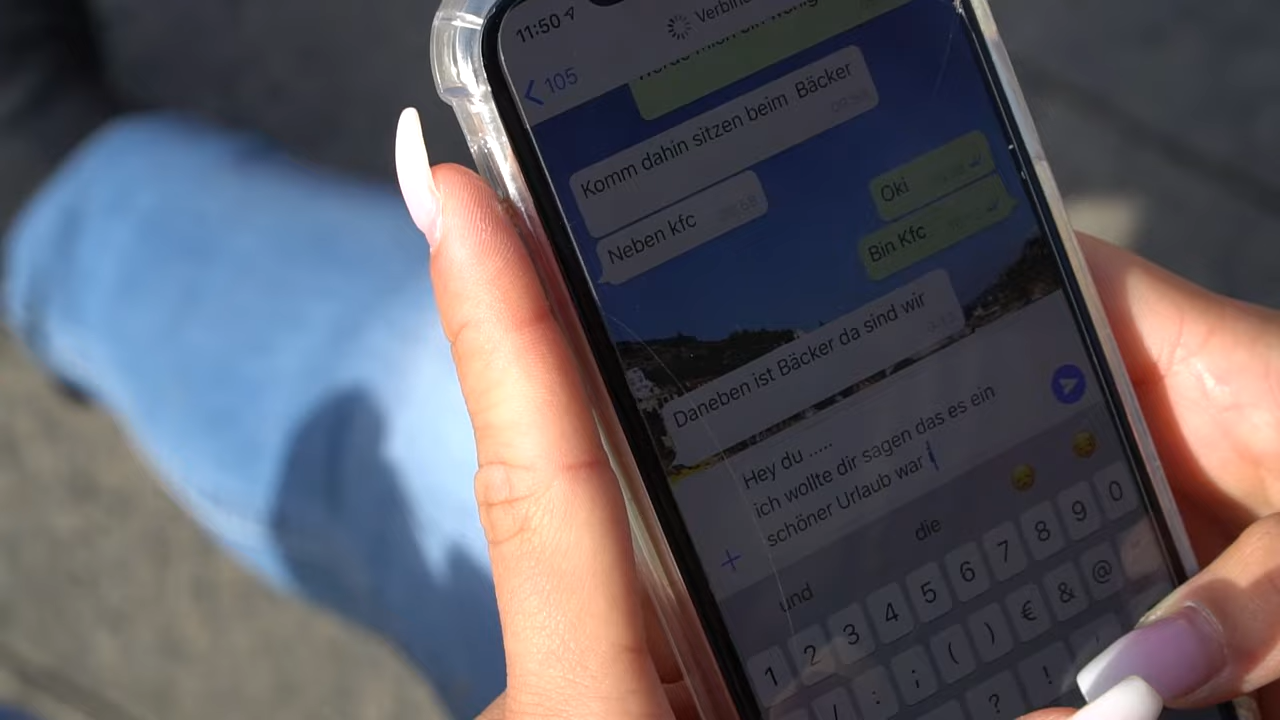 11:50
105
Komm dahin sitzen beim Bäcker
Oki
Neben kfc
Bin Kfc
Daneben ist Bäcker da sind wir
Hey du .....
ich wollte dir sagen das es ein
schöner Urlaub war
und die
1 2 3 4 5 6 7 8 9 0
/ : ; ( ) € & @
? !